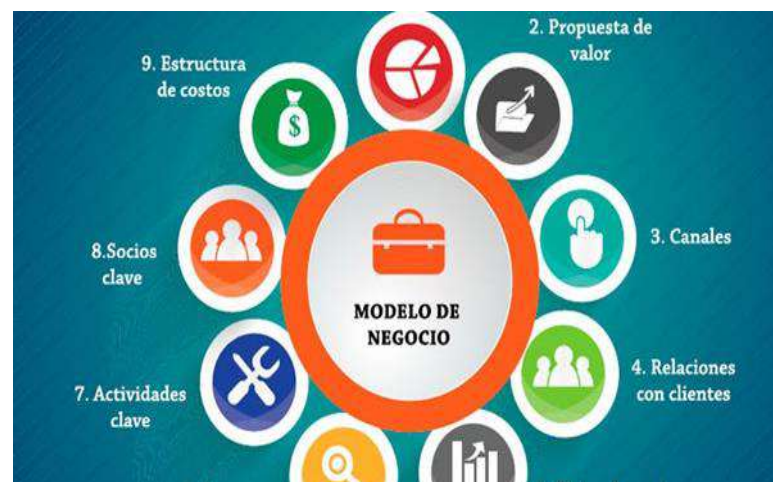 2. Propuesta de
valor
3. Canales
4. Relaciones
con clientes
7. Actividades
clave
8.Socios
clave
9. Estructura
de costos
$
MODELO DE
NEGOCIO